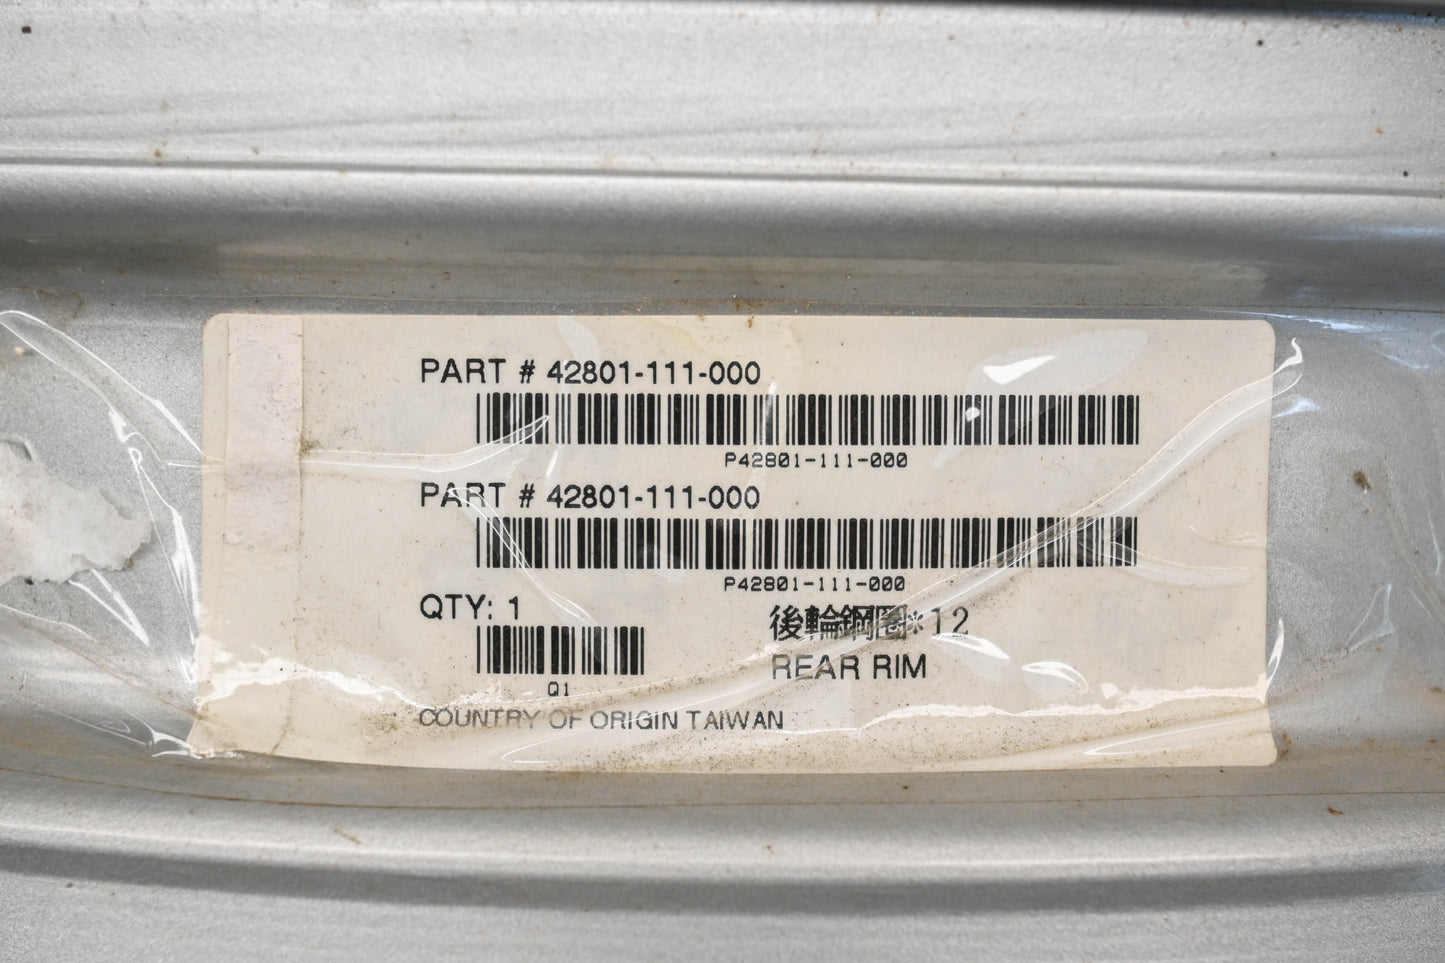 PART # 42801-111-000
P42801-111-000
PART # 42801-111-000
P42801-111-000
QTY: 1
Q1
後輪鋼圈*12
REAR RIM
COUNTRY OF ORIGIN TAIWAN